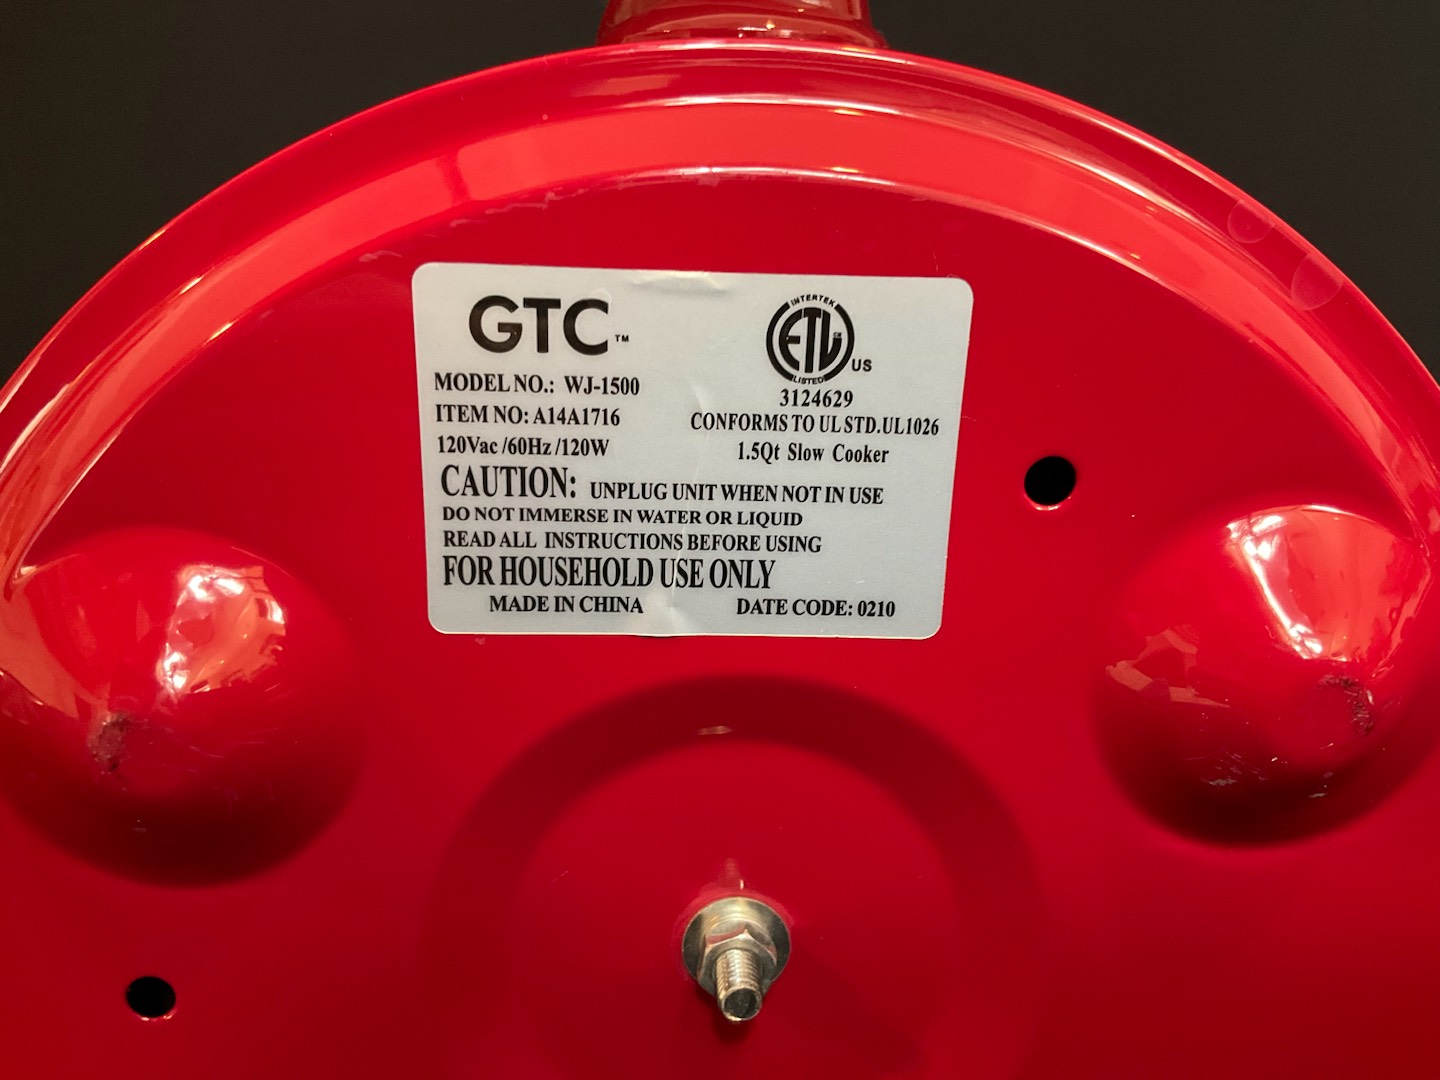 GTC™
MODEL NO.: WJ-1500
ITEM NO: A14A1716
120Vac /60Hz /120W
INTERTEK
ETL
CM
US
LISTED
3124629
CONFORMS TO UL STD.UL1026
1.5Qt Slow Cooker
CAUTION: UNPLUG UNIT WHEN NOT IN USE
DO NOT IMMERSE IN WATER OR LIQUID
READ ALL INSTRUCTIONS BEFORE USING
FOR HOUSEHOLD USE ONLY
MADE IN CHINA DATE CODE: 0210